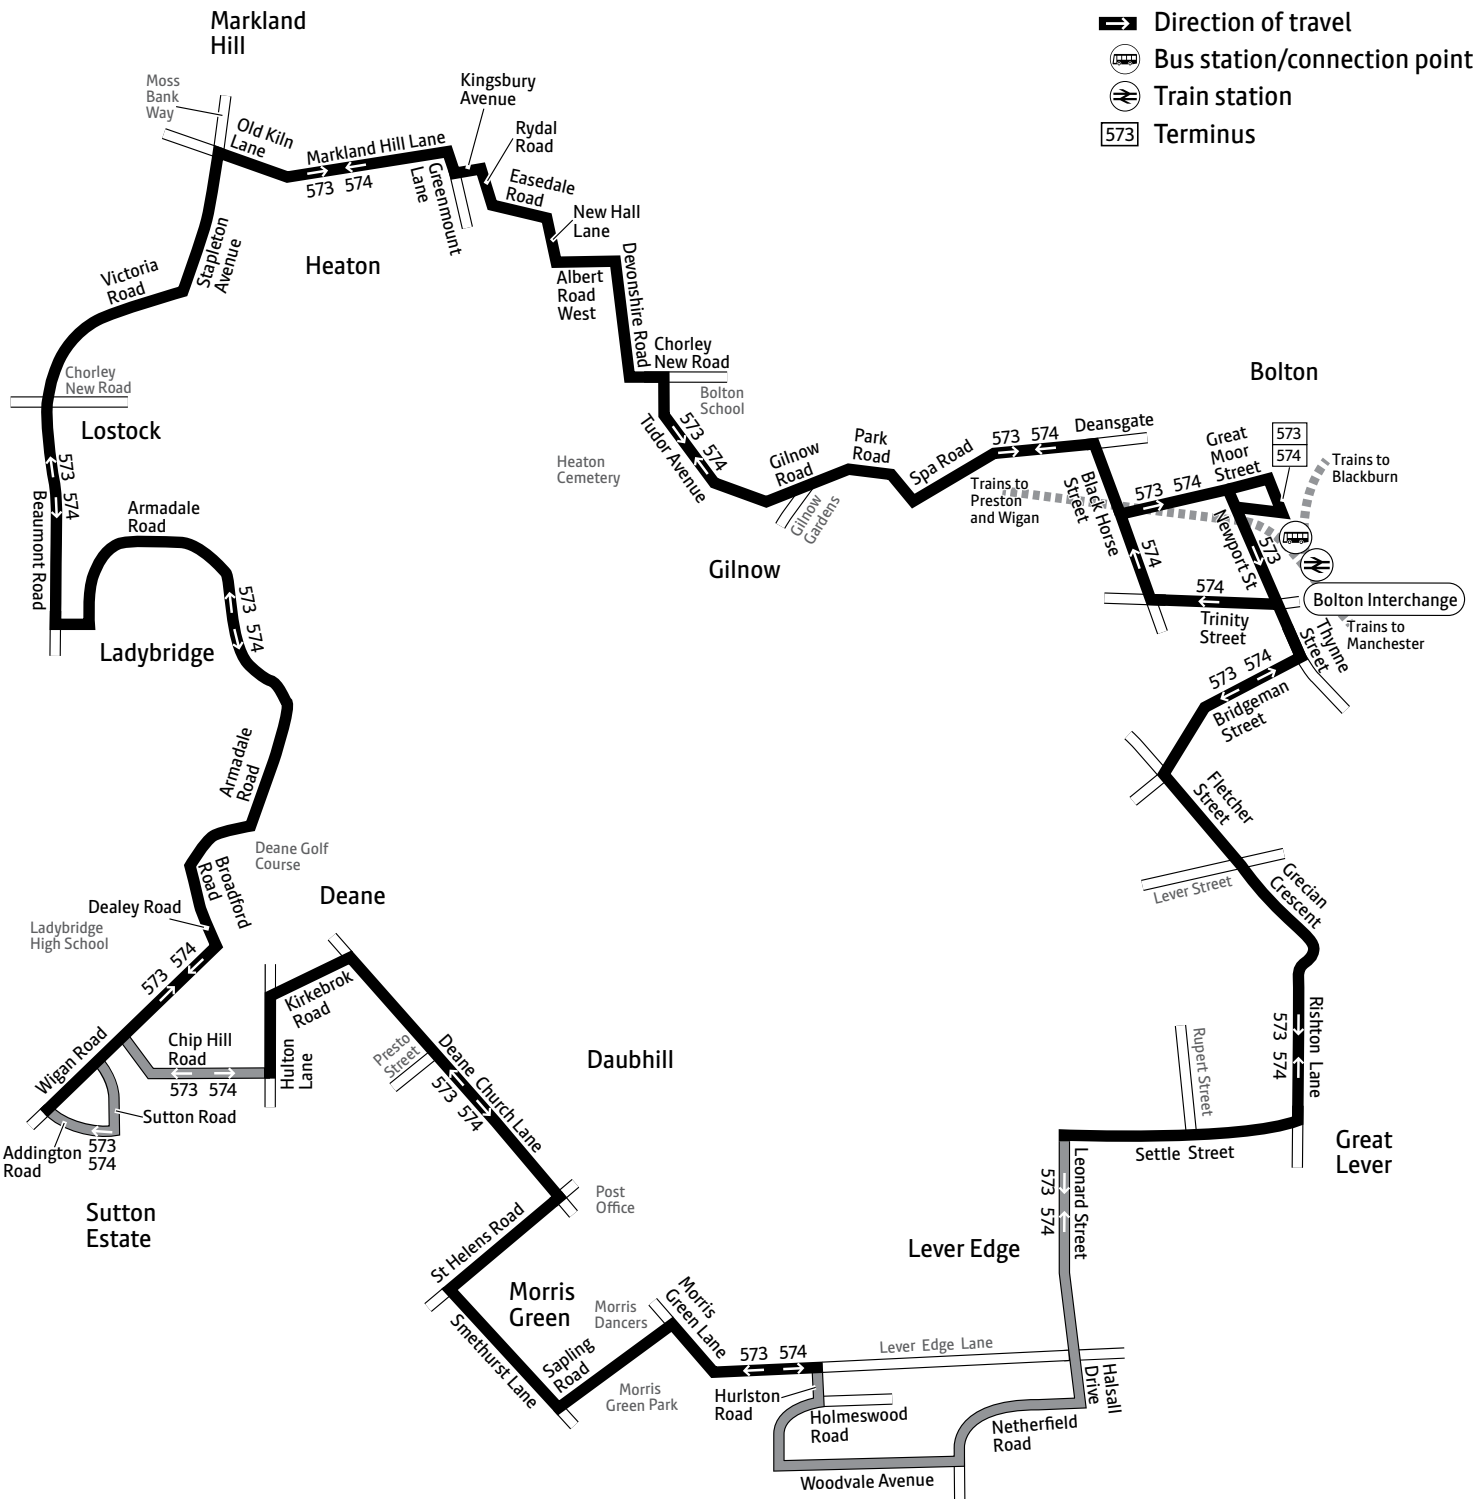 Markland
Hill
Direction of travel
Bus station/connection point
Train station
573
Terminus
Moss
Bank
Way
Old Kiln
Lane
Markland Hill Lane
573 574
Kingsbury
Avenue
Rydal
Road
Greenmount
Lane
Easedale
Road
New Hall
Lane
Heaton
Stapleton
Avenue
Victoria
Road
Albert
Road
West
Devonshire Road
Chorley
New Road
Bolton
School
Chorley
New Road
Lostock
573 574
Beaumont Road
Armadale
Road
573 574
Ladybridge
Armadale
Road
Heaton
Cemetery
573 574
Tudor Avenue
Gilnow
Road
Gilnow
Gardens
Park
Road
Spa Road
573 574
Deansgate
Gilnow
Bolton
Great
Moor
Street
573
574
Trains to
Blackburn
Trains to
Preston
and Wigan
Black Horse
Street
573 574
574
Newport St
573
574
Trinity
Street
Bolton Interchange
Trains to
Manchester
Thynne
Street
573 574
Bridgeman
Street
Fletcher
Street
Lever Street
Grecian
Crescent
Rishton Lane
573 574
Rupert Street
Settle Street
Great
Lever
Deane Golf
Course
Broadford
Road
Dealey Road
Ladybridge
High School
573 574
Deane
Kirkebrok
Road
Hulton
Lane
Wigan Road
Chip Hill
Road
573 574
Sutton Road
Addington
Road
573
574
Sutton
Estate
Presto
Street
Deane Church Lane
573 574
Daubhill
Post
Office
St Helens Road
Morris
Green
Smethurst Lane
Sapling
Road
Morris
Dancers
Morris
Green Park
Morris
Green Lane
573 574
Lever Edge Lane
Lever Edge
Leonard Street
573 574
Hurlston
Road
Holmeswood
Road
Woodvale Avenue
Netherfield
Road
Halsall
Drive